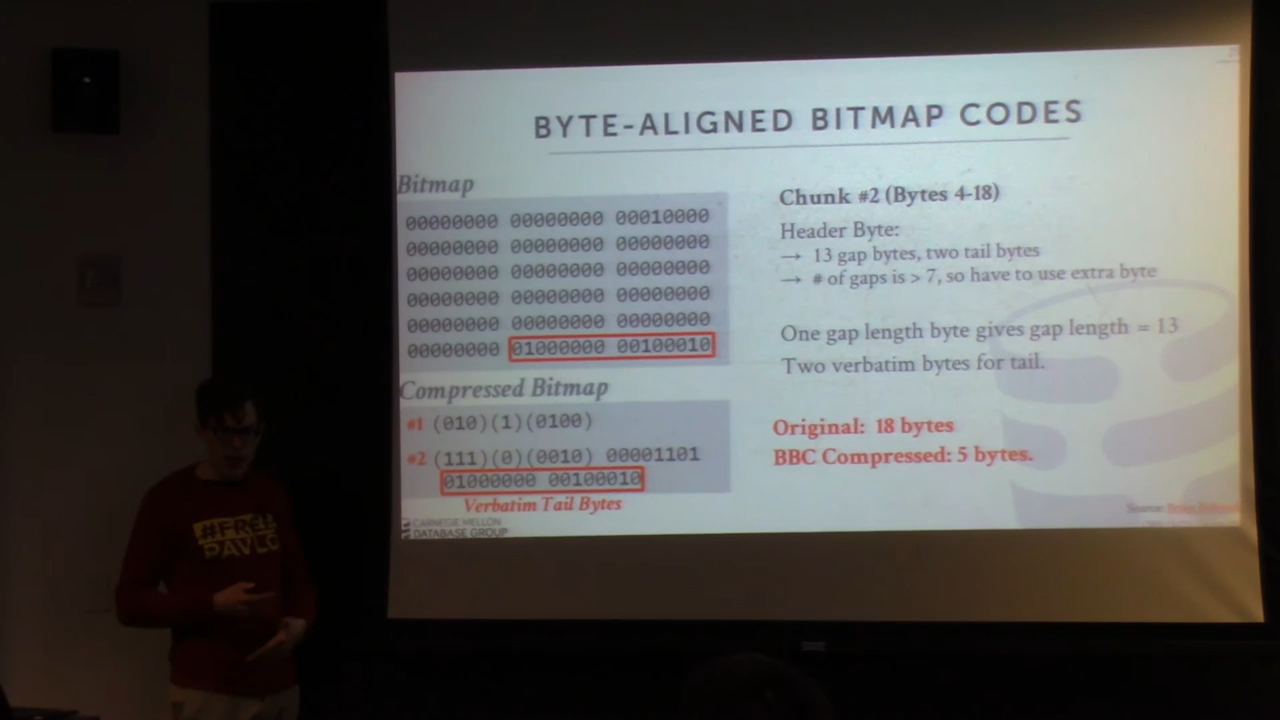 BYTE-ALIGNED BITMAP CODES
Bitmap
00000000 00000000 00010000
00000000 00000000 00000000
00000000 00000000 00000000
00000000 00000000 00000000
00000000 00000000 00000000
00000000 01000000 00100010
Compressed Bitmap
#1 (010)(1)(0100)
#2 (111)(0)(0010) 00001101
01000000 00100010
Verbatim Tail Bytes
CARNEGIE MELLON
DATABASE GROUP
Chunk #2 (Bytes 4-18)
Header Byte:
→ 13 gap bytes, two tail bytes
→ # of gaps is > 7, so have to use extra byte
One gap length byte gives gap length = 13
Two verbatim bytes for tail.
Original: 18 bytes
BBC Compressed: 5 bytes.
Source:
#FREE
PAVLO